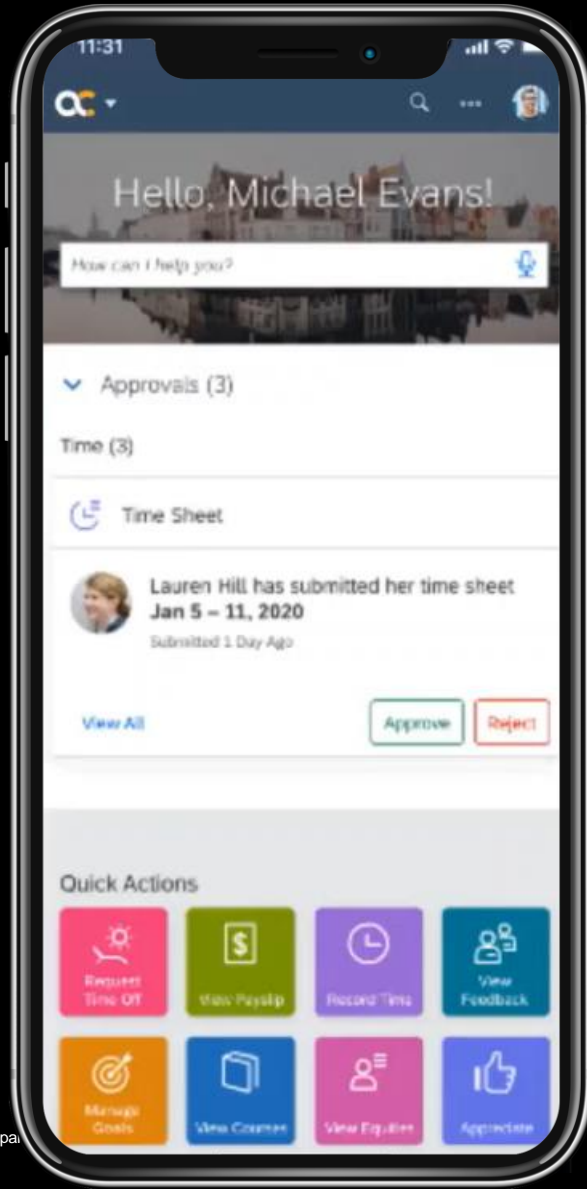 11:31
Hello, Michael Evans!
How can I help you?
Approvals (3)
Time (3)
Time Sheet
Lauren Hill has submitted her time sheet
Jan 5 – 11, 2020
Submitted 1 Day Ago
View All
Approve
Reject
Quick Actions
Request
Time Off
View Payslip
Record Time
View
Feedback
Manage
Goals
View Courses
View Equities
Appreciate